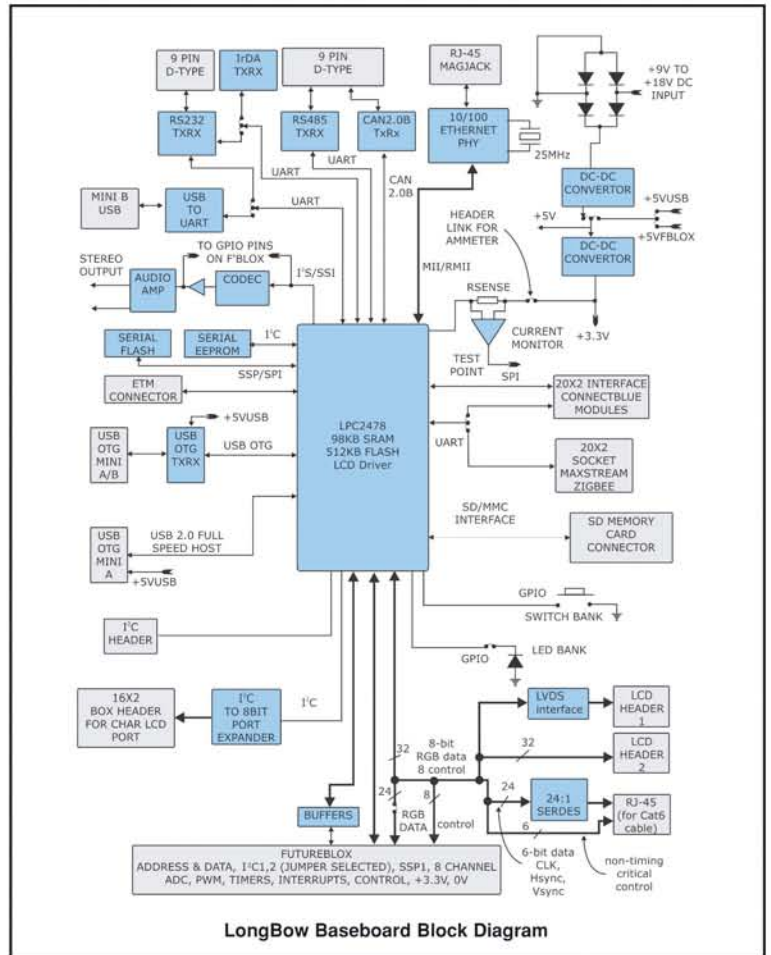 9 PIN
D-TYPE
IrDA
TXRX
9 PIN
D-TYPE
RJ-45
MAGJACK
+9V TO
+18V DC
INPUT
RS232
TXRX
RS485
TXRX
CAN2.0B
TxRx
10/100
ETHERNET
PHY
25MHz
UART
UART
CAN
2.0B
DC-DC
CONVERTOR
MINI B
USB
USB
TO
UART
UART
HEADER
LINK FOR
AMMETER
+5V
+5VUSB
+5VFBLOX
DC-DC
CONVERTOR
STEREO
OUTPUT
TO GPIO PINS
ON F'BLOX
I²S/SSI
AUDIO
AMP
CODEC
MII/RMII
RSENSE
+3.3V
SERIAL
FLASH
SERIAL
EEPROM
I²C
CURRENT
MONITOR
TEST
POINT
SSP/SPI
SPI
ETM
CONNECTOR
20X2 INTERFACE
CONNECTBLUE
MODULES
+5VUSB
LPC2478
98KB SRAM
512KB FLASH
LCD Driver
USB
OTG
MINI
A/B
USB
OTG
TXRX
USB OTG
UART
20X2
SOCKET
MAXSTREAM
ZIGBEE
USB
OTG
MINI
A
USB 2.0 FULL
SPEED HOST
+5VUSB
SD/MMC
INTERFACE
SD MEMORY
CARD
CONNECTOR
GPIO
SWITCH BANK
I²C
HEADER
GPIO
LED BANK
16X2
BOX HEADER
FOR CHAR LCD
PORT
I²C
TO 8BIT
PORT
EXPANDER
I²C
LVDS
interface
LCD
HEADER
1
32
8-bit
RGB data
8 control
32
LCD
HEADER
2
24
8
24
24:1
SERDES
RJ-45
(for Cat6
cable)
BUFFERS
RGB
DATA
control
6
6-bit data
CLK,
Hsync,
Vsync
non-timing
critical
control
FUTUREBLOX
ADDRESS & DATA, I²C1,2 (JUMPER SELECTED), SSP1, 8 CHANNEL
ADC, PWM, TIMERS, INTERRUPTS, CONTROL, +3.3V, 0V
LongBow Baseboard Block Diagram